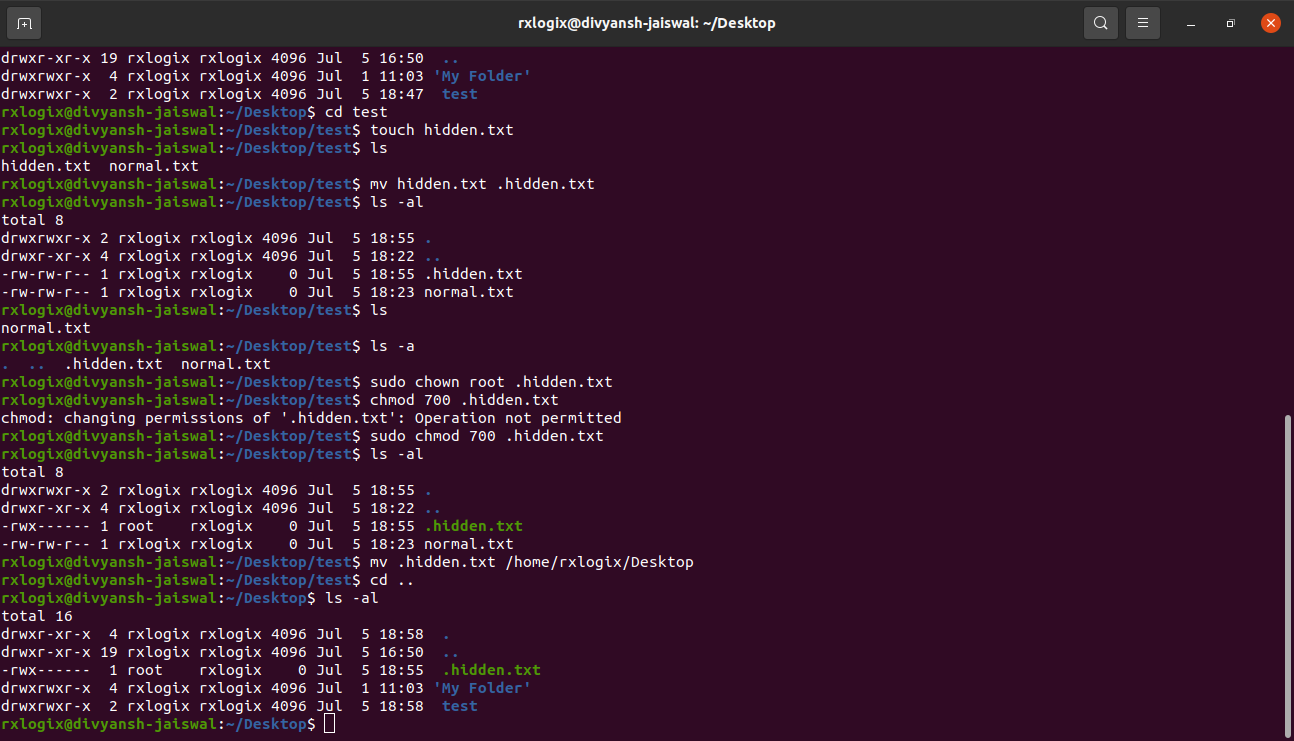 rxlogix@divyansh-jaiswal: ~/Desktop
drwxr-xr-x 19 rxlogix rxlogix 4096 Jul  5 16:50  ..
drwxrwxr-x  4 rxlogix rxlogix 4096 Jul  1 11:03 'My Folder'
drwxrwxr-x  2 rxlogix rxlogix 4096 Jul  5 18:47  test
rxlogix@divyansh-jaiswal:~/Desktop$ cd test
rxlogix@divyansh-jaiswal:~/Desktop/test$ touch hidden.txt
rxlogix@divyansh-jaiswal:~/Desktop/test$ ls
hidden.txt  normal.txt
rxlogix@divyansh-jaiswal:~/Desktop/test$ mv hidden.txt .hidden.txt
rxlogix@divyansh-jaiswal:~/Desktop/test$ ls -al
total 8
drwxrwxr-x 2 rxlogix rxlogix 4096 Jul  5 18:55 .
drwxr-xr-x 4 rxlogix rxlogix 4096 Jul  5 18:22 ..
-rw-rw-r-- 1 rxlogix rxlogix    0 Jul  5 18:55 .hidden.txt
-rw-rw-r-- 1 rxlogix rxlogix    0 Jul  5 18:23 normal.txt
rxlogix@divyansh-jaiswal:~/Desktop/test$ ls
normal.txt
rxlogix@divyansh-jaiswal:~/Desktop/test$ ls -a
.  ..  .hidden.txt  normal.txt
rxlogix@divyansh-jaiswal:~/Desktop/test$ sudo chown root .hidden.txt
rxlogix@divyansh-jaiswal:~/Desktop/test$ chmod 700 .hidden.txt
chmod: changing permissions of '.hidden.txt': Operation not permitted
rxlogix@divyansh-jaiswal:~/Desktop/test$ sudo chmod 700 .hidden.txt
rxlogix@divyansh-jaiswal:~/Desktop/test$ ls -al
total 8
drwxrwxr-x 2 rxlogix rxlogix 4096 Jul  5 18:55 .
drwxr-xr-x 4 rxlogix rxlogix 4096 Jul  5 18:22 ..
-rwx------ 1 root    rxlogix    0 Jul  5 18:55 .hidden.txt
-rw-rw-r-- 1 rxlogix rxlogix    0 Jul  5 18:23 normal.txt
rxlogix@divyansh-jaiswal:~/Desktop/test$ mv .hidden.txt /home/rxlogix/Desktop
rxlogix@divyansh-jaiswal:~/Desktop/test$ cd ..
rxlogix@divyansh-jaiswal:~/Desktop$ ls -al
total 16
drwxr-xr-x  4 rxlogix rxlogix 4096 Jul  5 18:58  .
drwxr-xr-x 19 rxlogix rxlogix 4096 Jul  5 16:50  ..
-rwx------  1 root    rxlogix    0 Jul  5 18:55  .hidden.txt
drwxrwxr-x  4 rxlogix rxlogix 4096 Jul  1 11:03 'My Folder'
drwxrwxr-x  2 rxlogix rxlogix 4096 Jul  5 18:58  test
rxlogix@divyansh-jaiswal:~/Desktop$